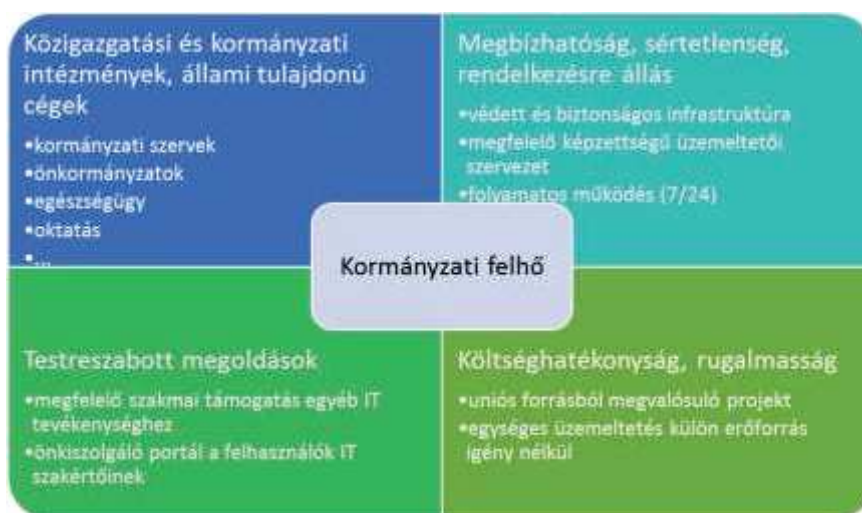 Közigazgatási és kormányzati
intézmények, állami tulajdonú
cégek
•kormányzati szervek
•önkormányzatok
•egészségügy
•oktatás
•...
Megbízhatóság, sértetlenség,
rendelkezésre állás
•védett és biztonságos infrastruktúra
•megfelelő képzettségű üzemeltetői
szervezet
•folyamatos működés (7/24)
Kormányzati felhő
Testreszabott megoldások
•megfelelő szakmai támogatás egyéb IT
tevékenységhez
•önkiszolgáló portál a felhasználók IT
szakértőinek
Költséghatékonyság, rugalmasság
•uniós forrásból megvalósuló projekt
•egységes üzemeltetés külön erőforrás
igény nélkül